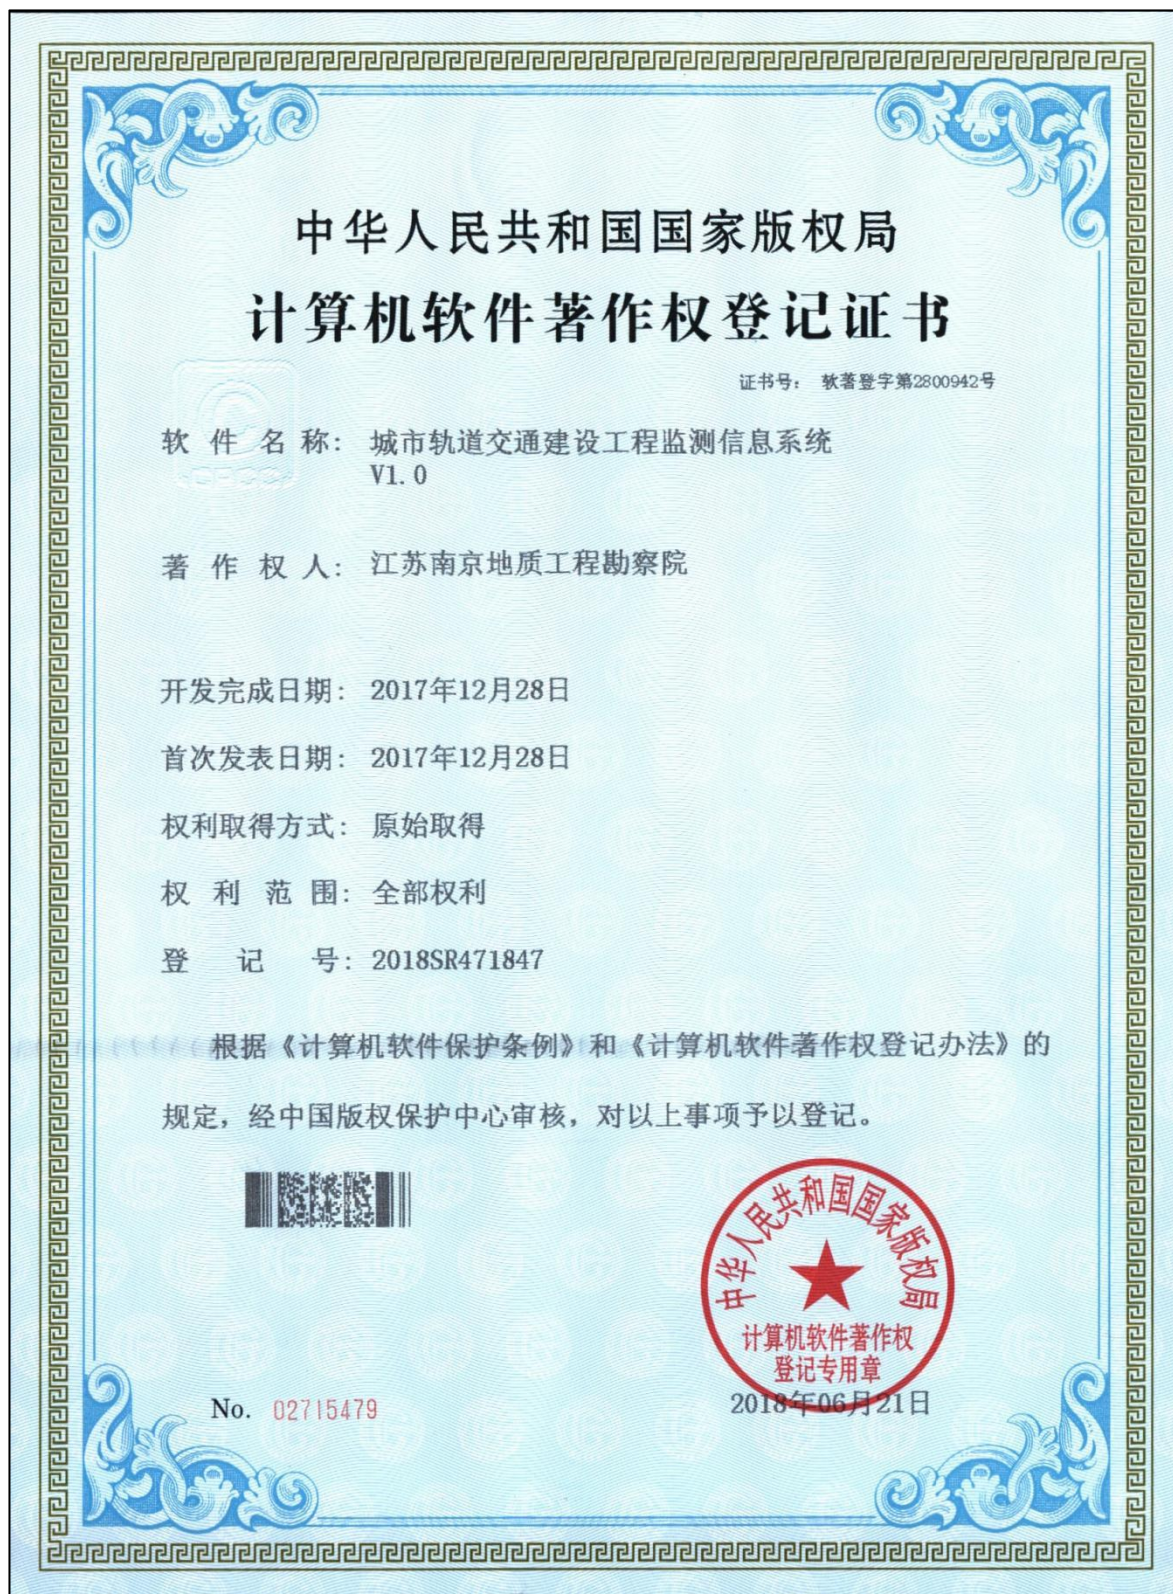 中华人民共和国国家版权局
计算机软件著作权登记证书
证书号： 软著登字第2800942号
软件名称： 城市轨道交通建设工程监测信息系统
V1.0
著作权人： 江苏南京地质工程勘察院
开发完成日期： 2017年12月28日
首次发表日期： 2017年12月28日
权利取得方式： 原始取得
权利范围： 全部权利
登记号： 2018SR471847
根据《计算机软件保护条例》和《计算机软件著作权登记办法》的
规定，经中国版权保护中心审核，对以上事项予以登记。
中华人民共和国国家版权局
计算机软件著作权
登记专用章
No. 02715479
2018年06月21日